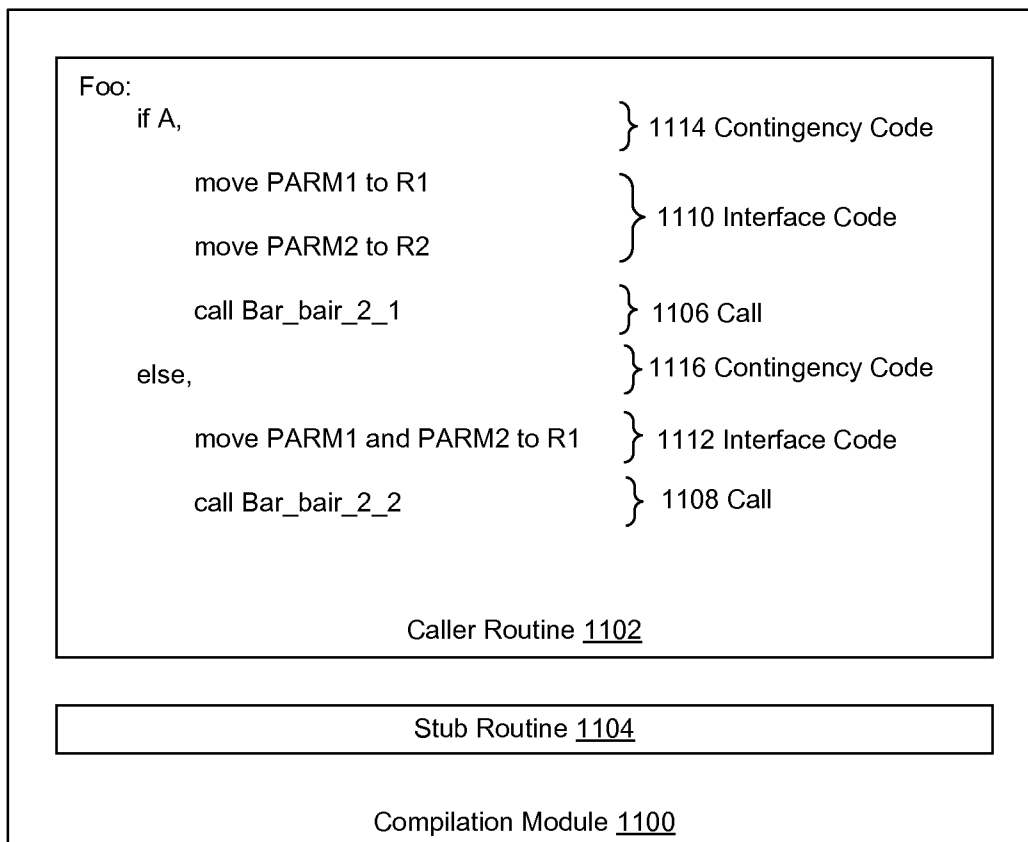 Foo:
if A,
1114 Contingency Code
move PARM1 to R1
1110 Interface Code
move PARM2 to R2
call Bar_bair_2_1
1106 Call
1116 Contingency Code
else,
move PARM1 and PARM2 to R1
1112 Interface Code
call Bar_bair_2_2
1108 Call
Caller Routine 1102
Stub Routine 1104
Compilation Module 1100